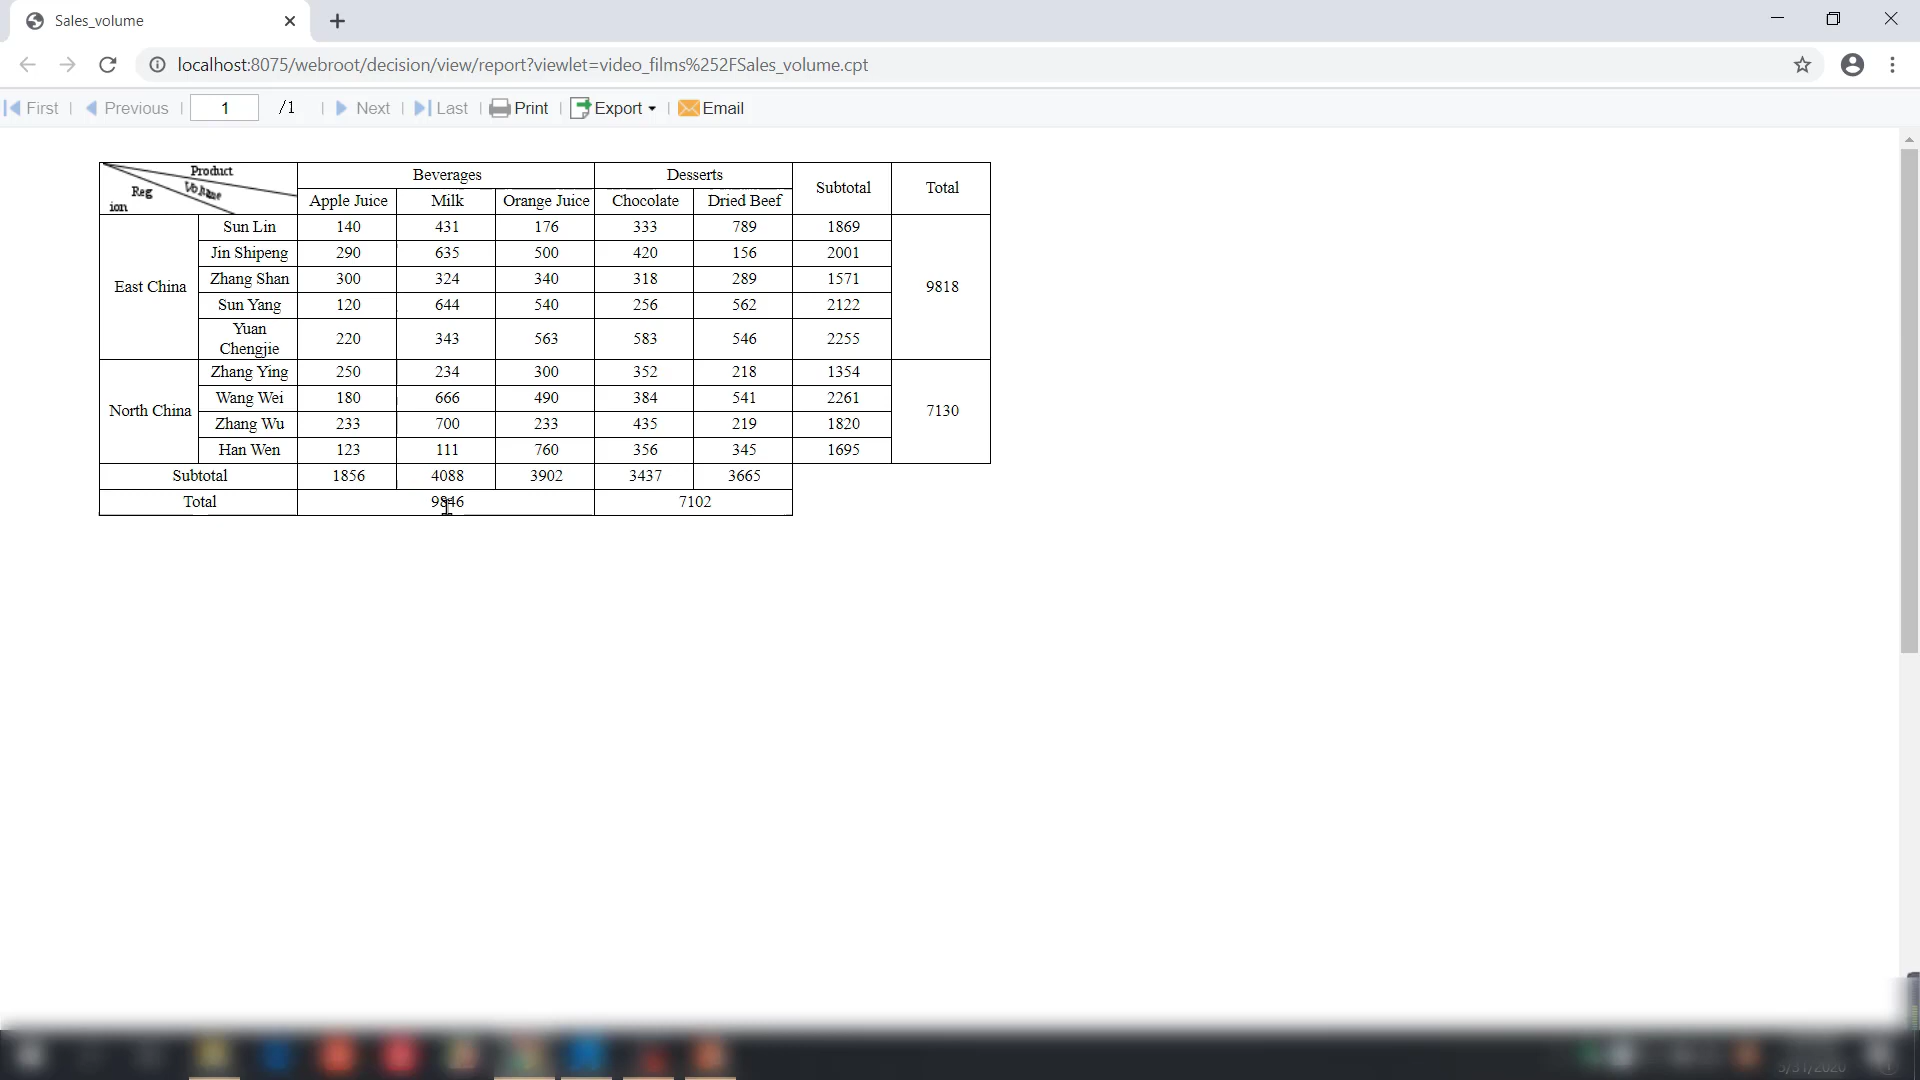 Sales_volume
localhost:8075/webroot/decision/view/report?viewlet=video_films%252FSales_volume.cpt
First Previous 1 /1 Next Last Print Export Email
Product
Volume
Reg
ion
Beverages Desserts Subtotal Total
Apple Juice Milk Orange Juice Chocolate Dried Beef
East China
Sun Lin 140 431 176 333 789 1869
Jin Shipeng 290 635 500 420 156 2001
Zhang Shan 300 324 340 318 289 1571
9818
Sun Yang 120 644 540 256 562 2122
Yuan
Chengjie 220 343 563 583 546 2255
North China
Zhang Ying 250 234 300 352 218 1354
Wang Wei 180 666 490 384 541 2261
7130
Zhang Wu 233 700 233 435 219 1820
Han Wen 123 111 760 356 345 1695
Subtotal 1856 4088 3902 3437 3665
Total 9846 7102
5/31/2020